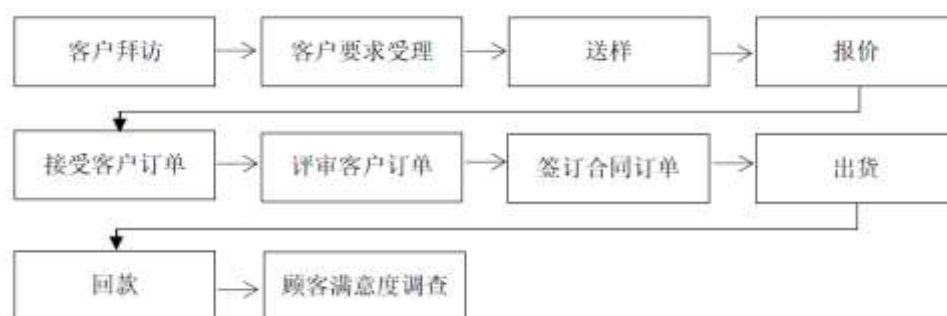 客户拜访
客户要求受理
送样
报价
接受客户订单
评审客户订单
签订合同订单
出货
回款
顾客满意度调查